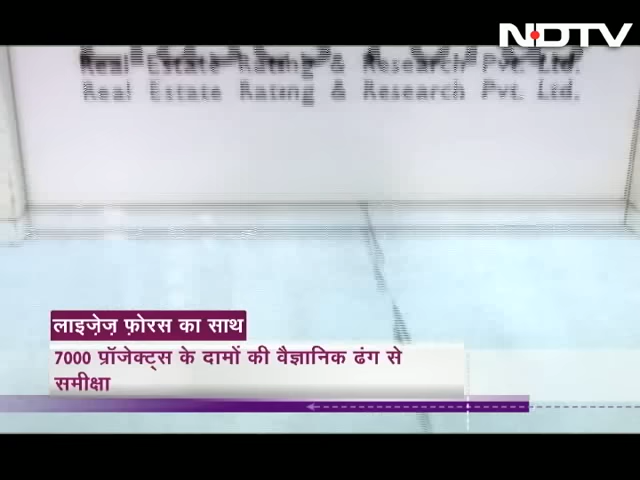 NDTV
Real Estate Rating & Research Pvt. Ltd.
Real Estate Rating & Research Pvt. Ltd.
लाइज़ेज़ फ़ोरस का साथ
7000 प्रॉजेक्ट्स के दामों की वैज्ञानिक ढंग से
समीक्षा